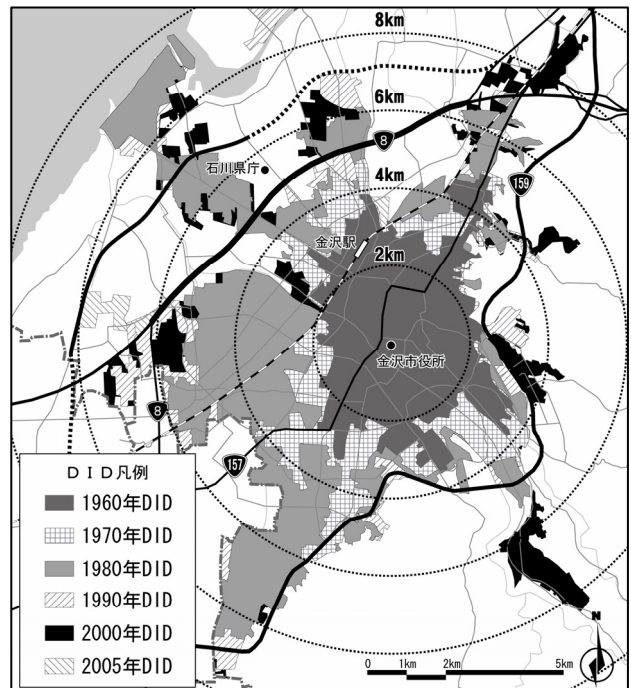 8km
6km
8
石川県庁
4km
159
金沢駅
2km
金沢市役所
8
157
DID凡例
1960年DID
1970年DID
1980年DID
1990年DID
2000年DID
2005年DID
N
0 1km 2km 5km